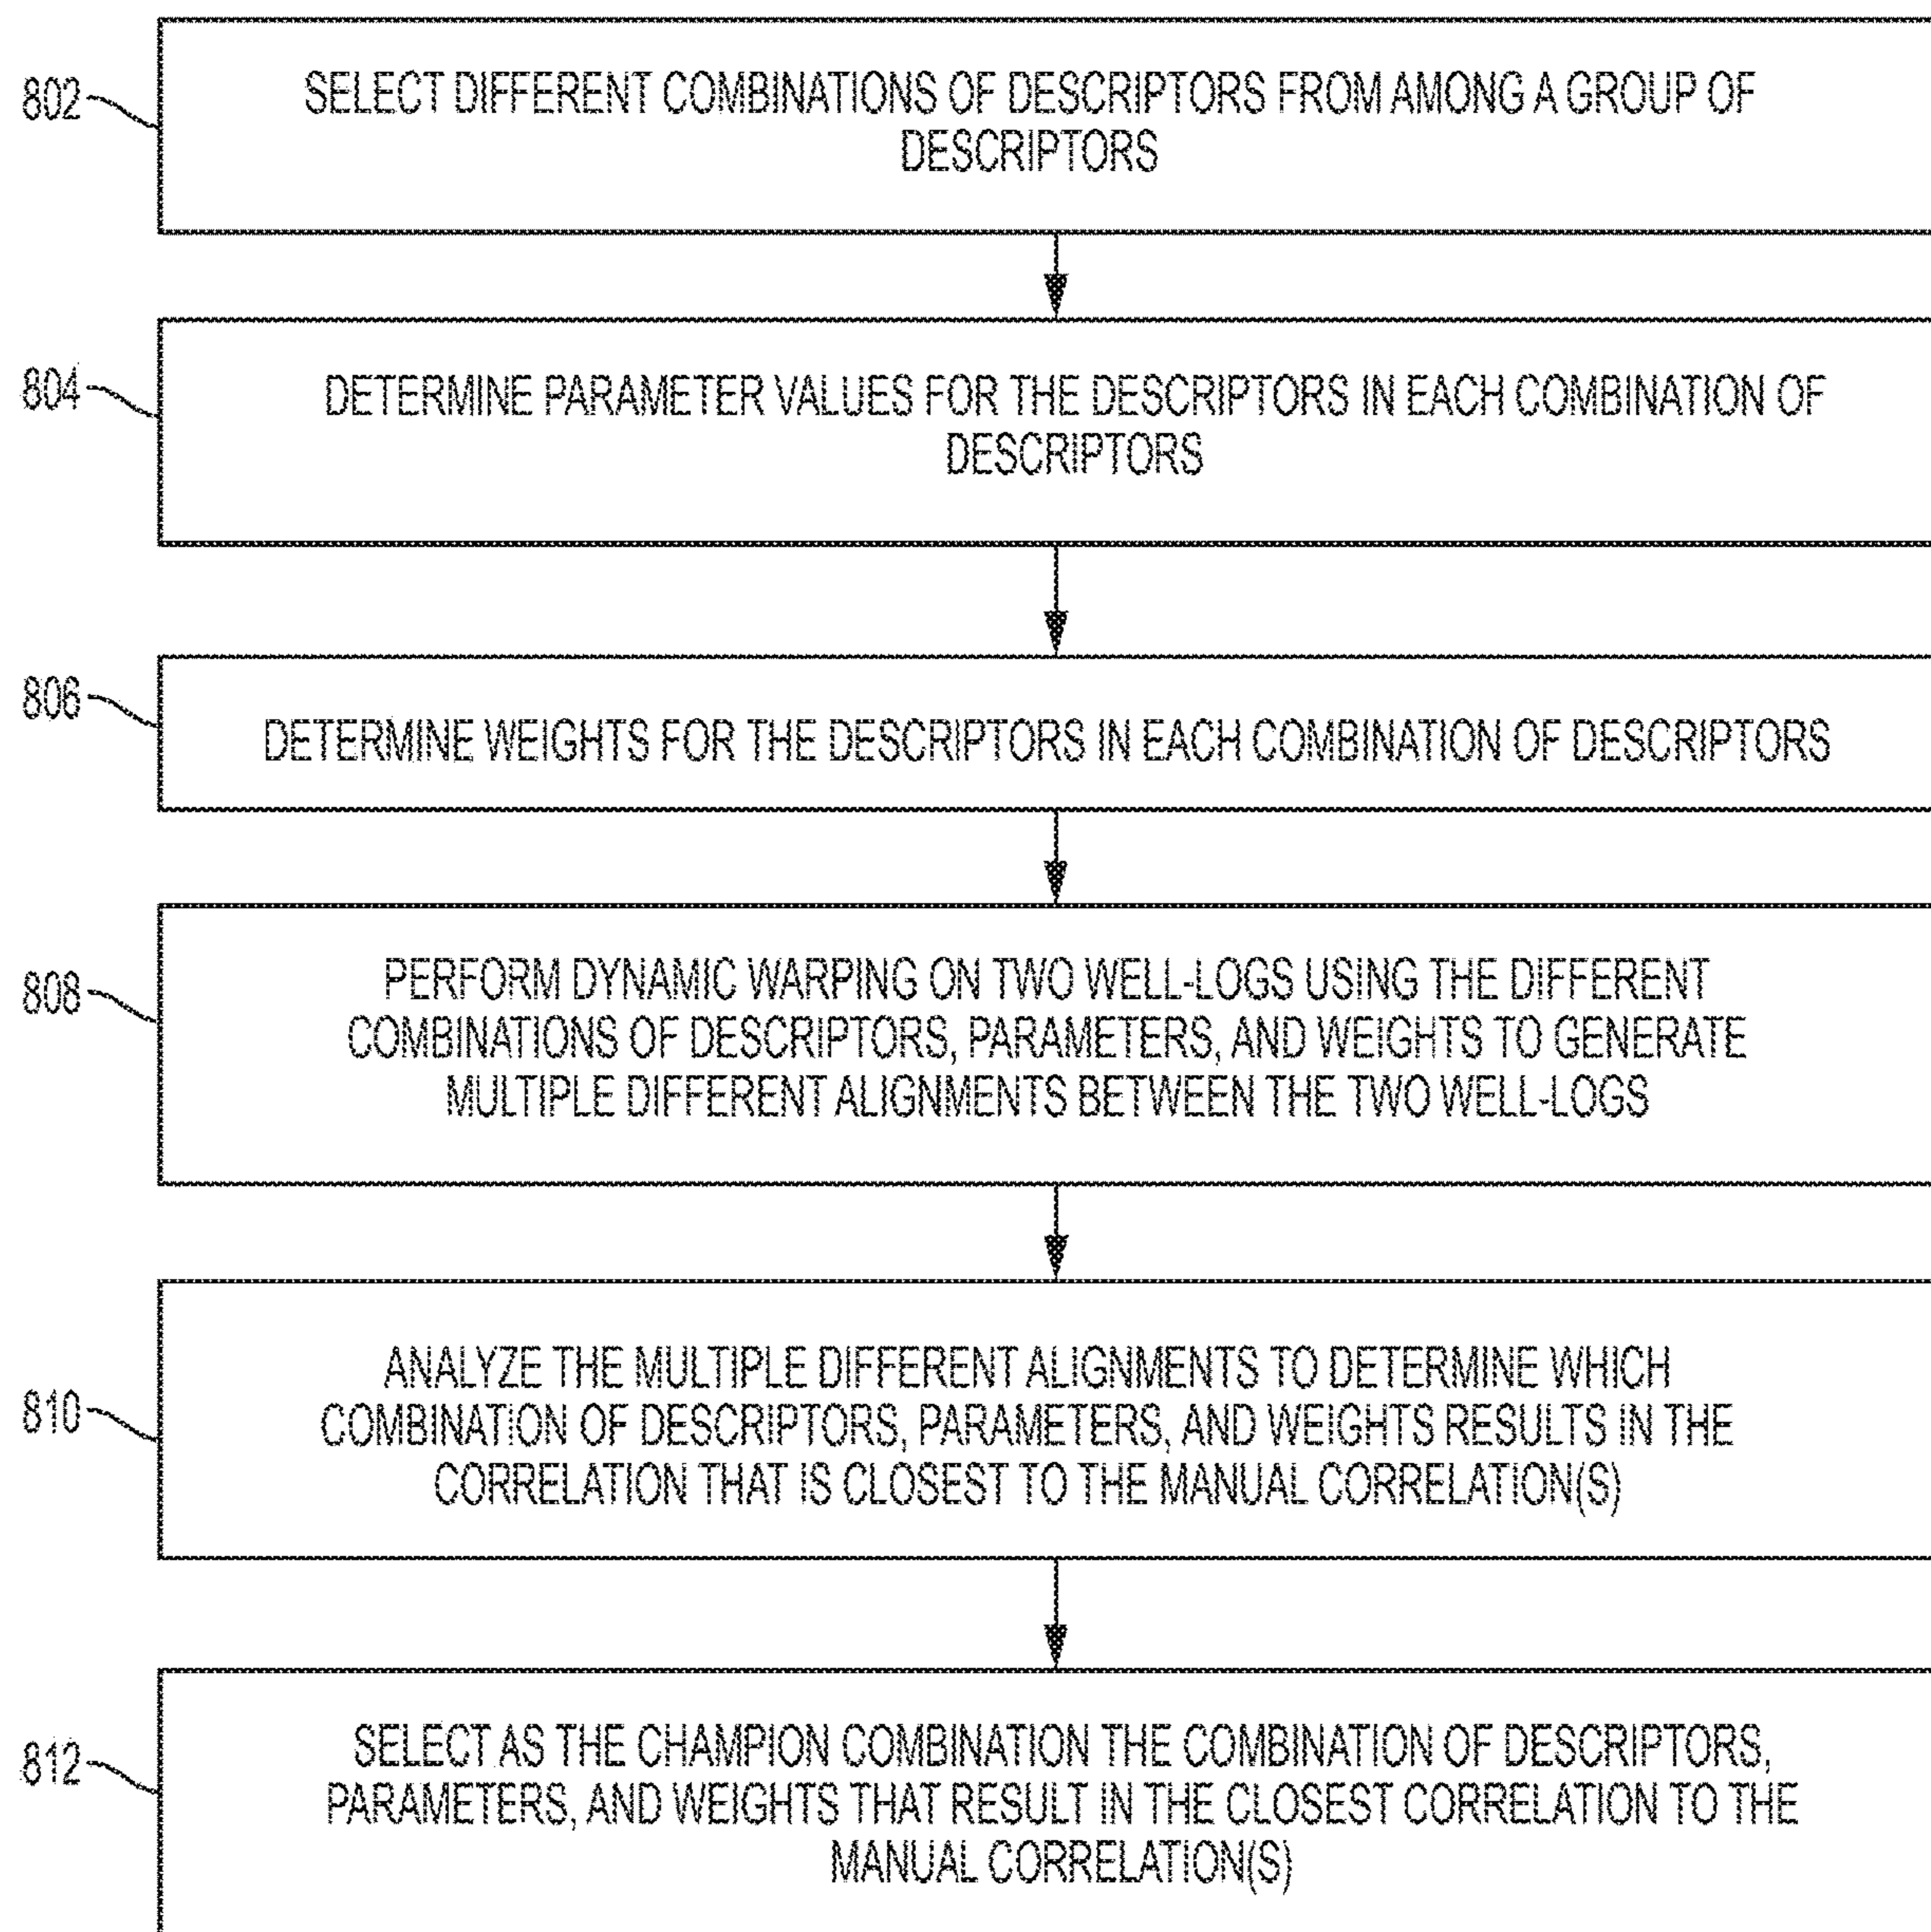 802
SELECT DIFFERENT COMBINATIONS OF DESCRIPTORS FROM AMONG A GROUP OF
DESCRIPTORS
804
DETERMINE PARAMETER VALUES FOR THE DESCRIPTORS IN EACH COMBINATION OF
DESCRIPTORS
806
DETERMINE WEIGHTS FOR THE DESCRIPTORS IN EACH COMBINATION OF DESCRIPTORS
808
PERFORM DYNAMIC WARPING ON TWO WELL-LOGS USING THE DIFFERENT
COMBINATIONS OF DESCRIPTORS, PARAMETERS, AND WEIGHTS TO GENERATE
MULTIPLE DIFFERENT ALIGNMENTS BETWEEN THE TWO WELL-LOGS
810
ANALYZE THE MULTIPLE DIFFERENT ALIGNMENTS TO DETERMINE WHICH
COMBINATION OF DESCRIPTORS, PARAMETERS, AND WEIGHTS RESULTS IN THE
CORRELATION THAT IS CLOSEST TO THE MANUAL CORRELATION(S)
812
SELECT AS THE CHAMPION COMBINATION THE COMBINATION OF DESCRIPTORS,
PARAMETERS, AND WEIGHTS THAT RESULT IN THE CLOSEST CORRELATION TO THE
MANUAL CORRELATION(S)